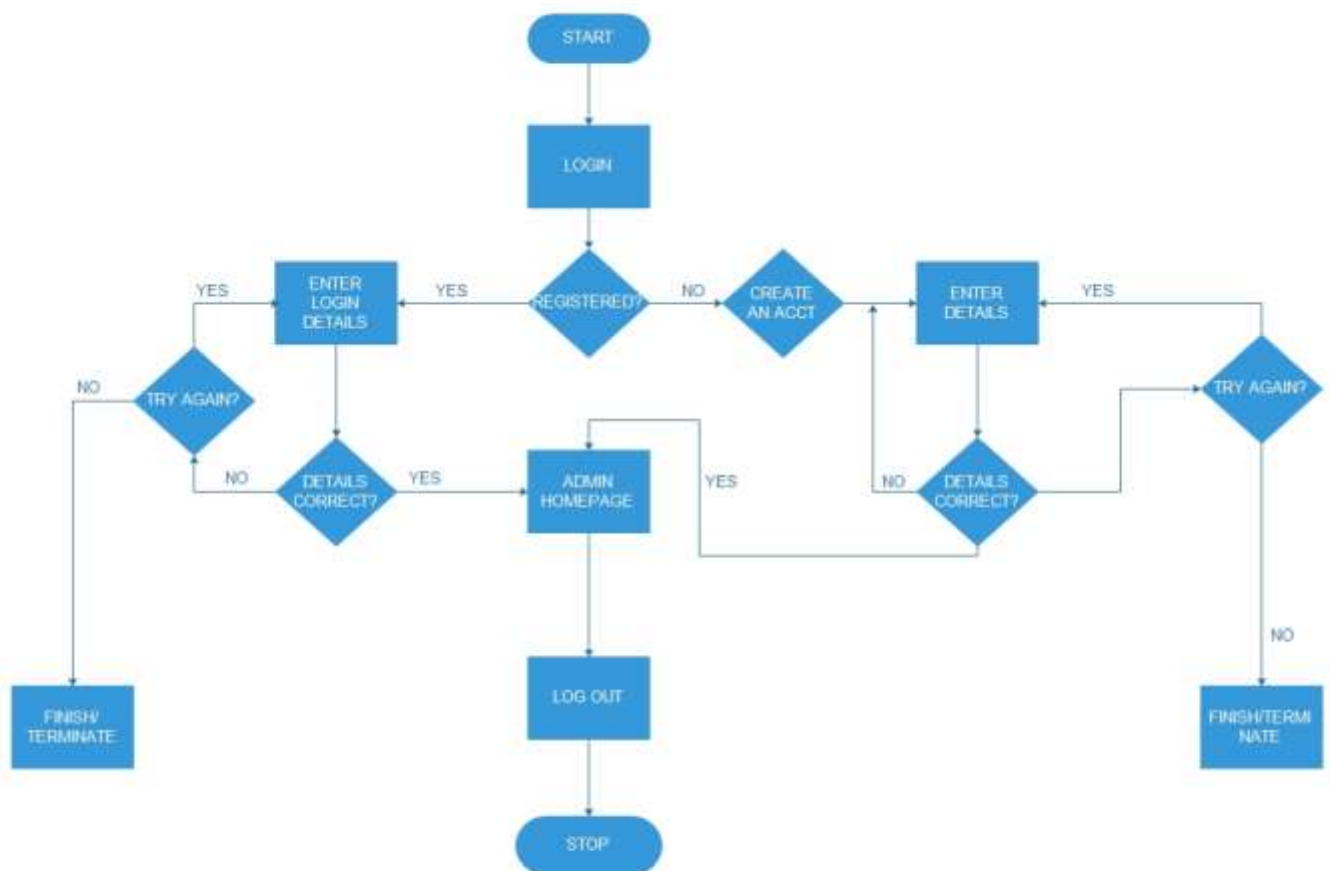 START
LOGIN
YES
ENTER
LOGIN
DETAILS
YES
REGISTERED?
NO
CREATE
AN ACCT
ENTER
DETAILS
YES
NO
TRY AGAIN?
TRY AGAIN?
NO
DETAILS
CORRECT?
YES
ADMIN
HOMEPAGE
YES
NO
DETAILS
CORRECT?
NO
FINISH/
TERMINATE
LOG OUT
FINISH/TERMI
NATE
STOP